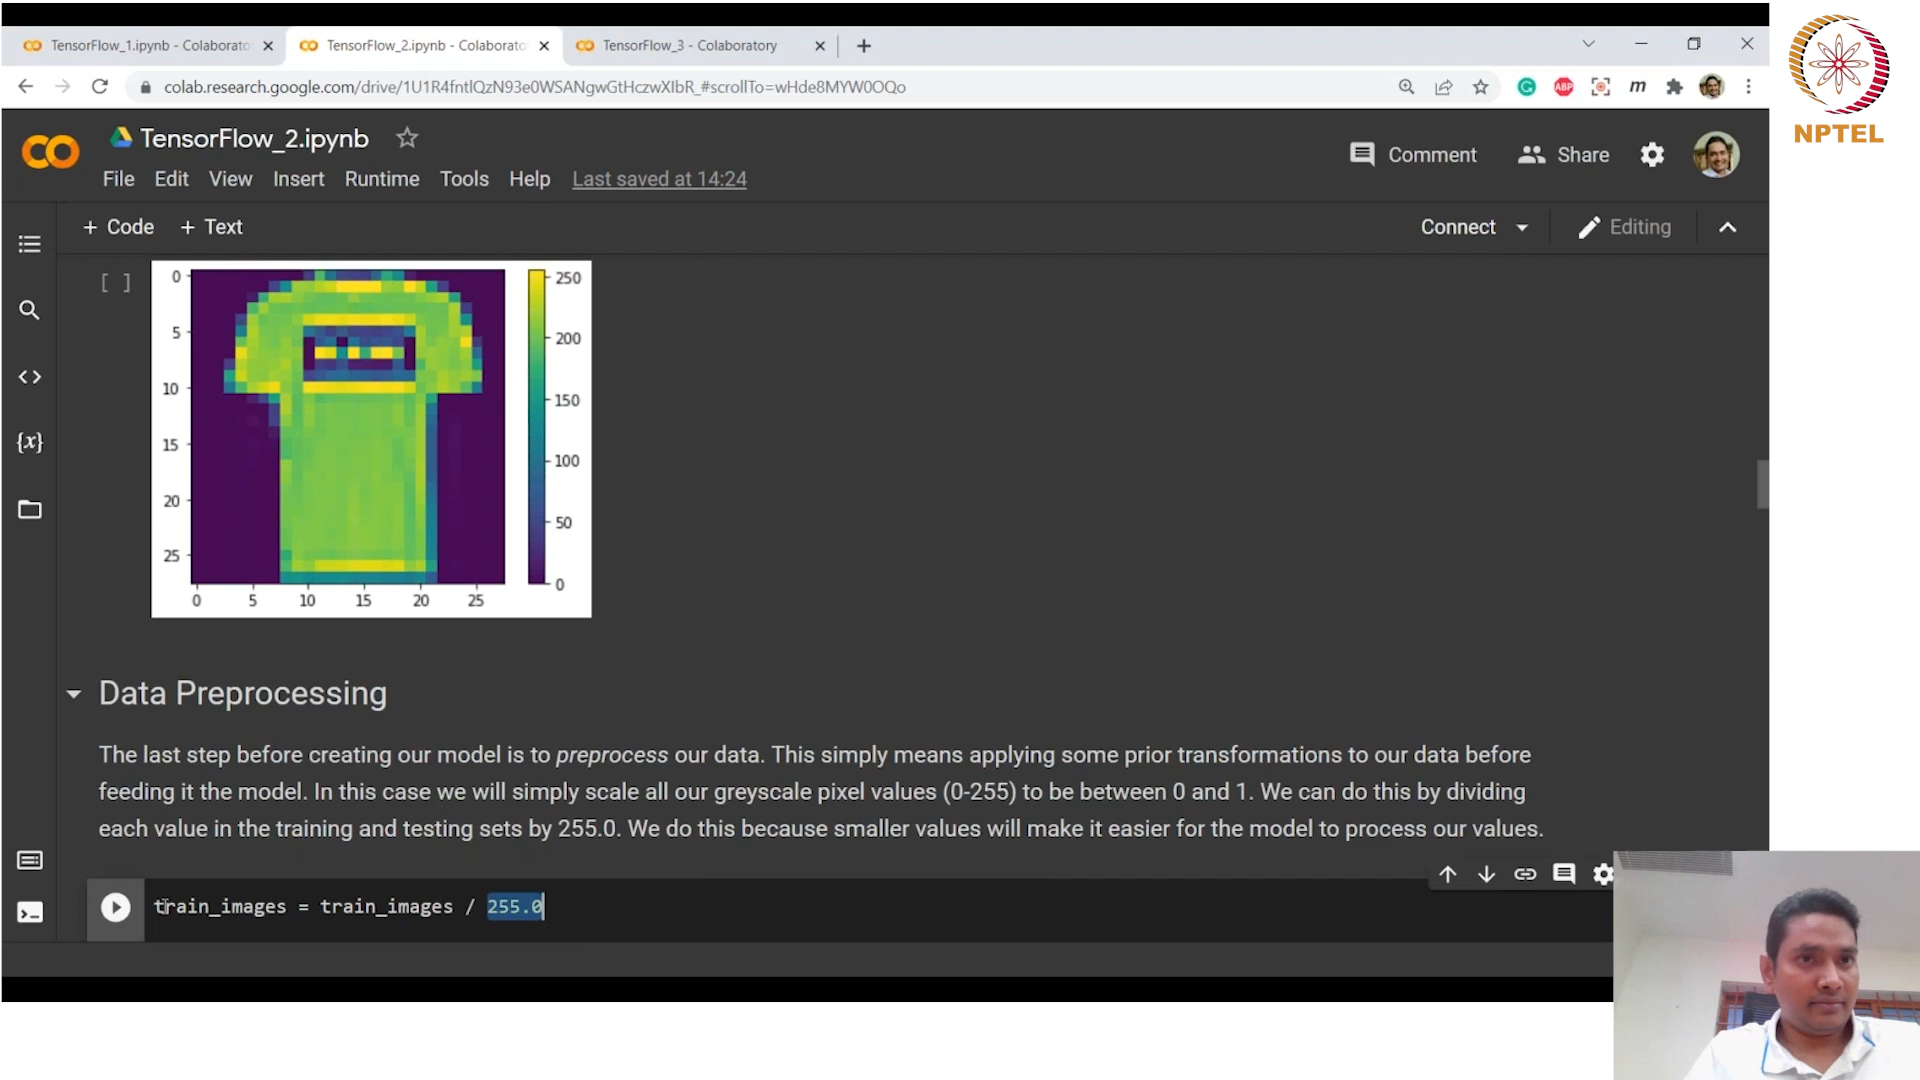 TensorFlow_1.ipynb - Colaborato
TensorFlow_2.ipynb - Colaborato
TensorFlow_3 - Colaboratory
colab.research.google.com/drive/1U1R4fntlQzN93e0WSANgwGtHczwXIbR_#scrollTo=wHde8MYW0OQo
ABP
m
NPTEL
CO
TensorFlow_2.ipynb
Comment
Share
File Edit View Insert Runtime Tools Help Last saved at 14:24
+ Code + Text
Connect
Editing
[ ]
0
5
10
15
20
25
0 5 10 15 20 25
250
200
150
100
50
0
{x}
Data Preprocessing
The last step before creating our model is to preprocess our data. This simply means applying some prior transformations to our data before
feeding it the model. In this case we will simply scale all our greyscale pixel values (0-255) to be between 0 and 1. We can do this by dividing
each value in the training and testing sets by 255.0. We do this because smaller values will make it easier for the model to process our values.
train_images = train_images / 255.0